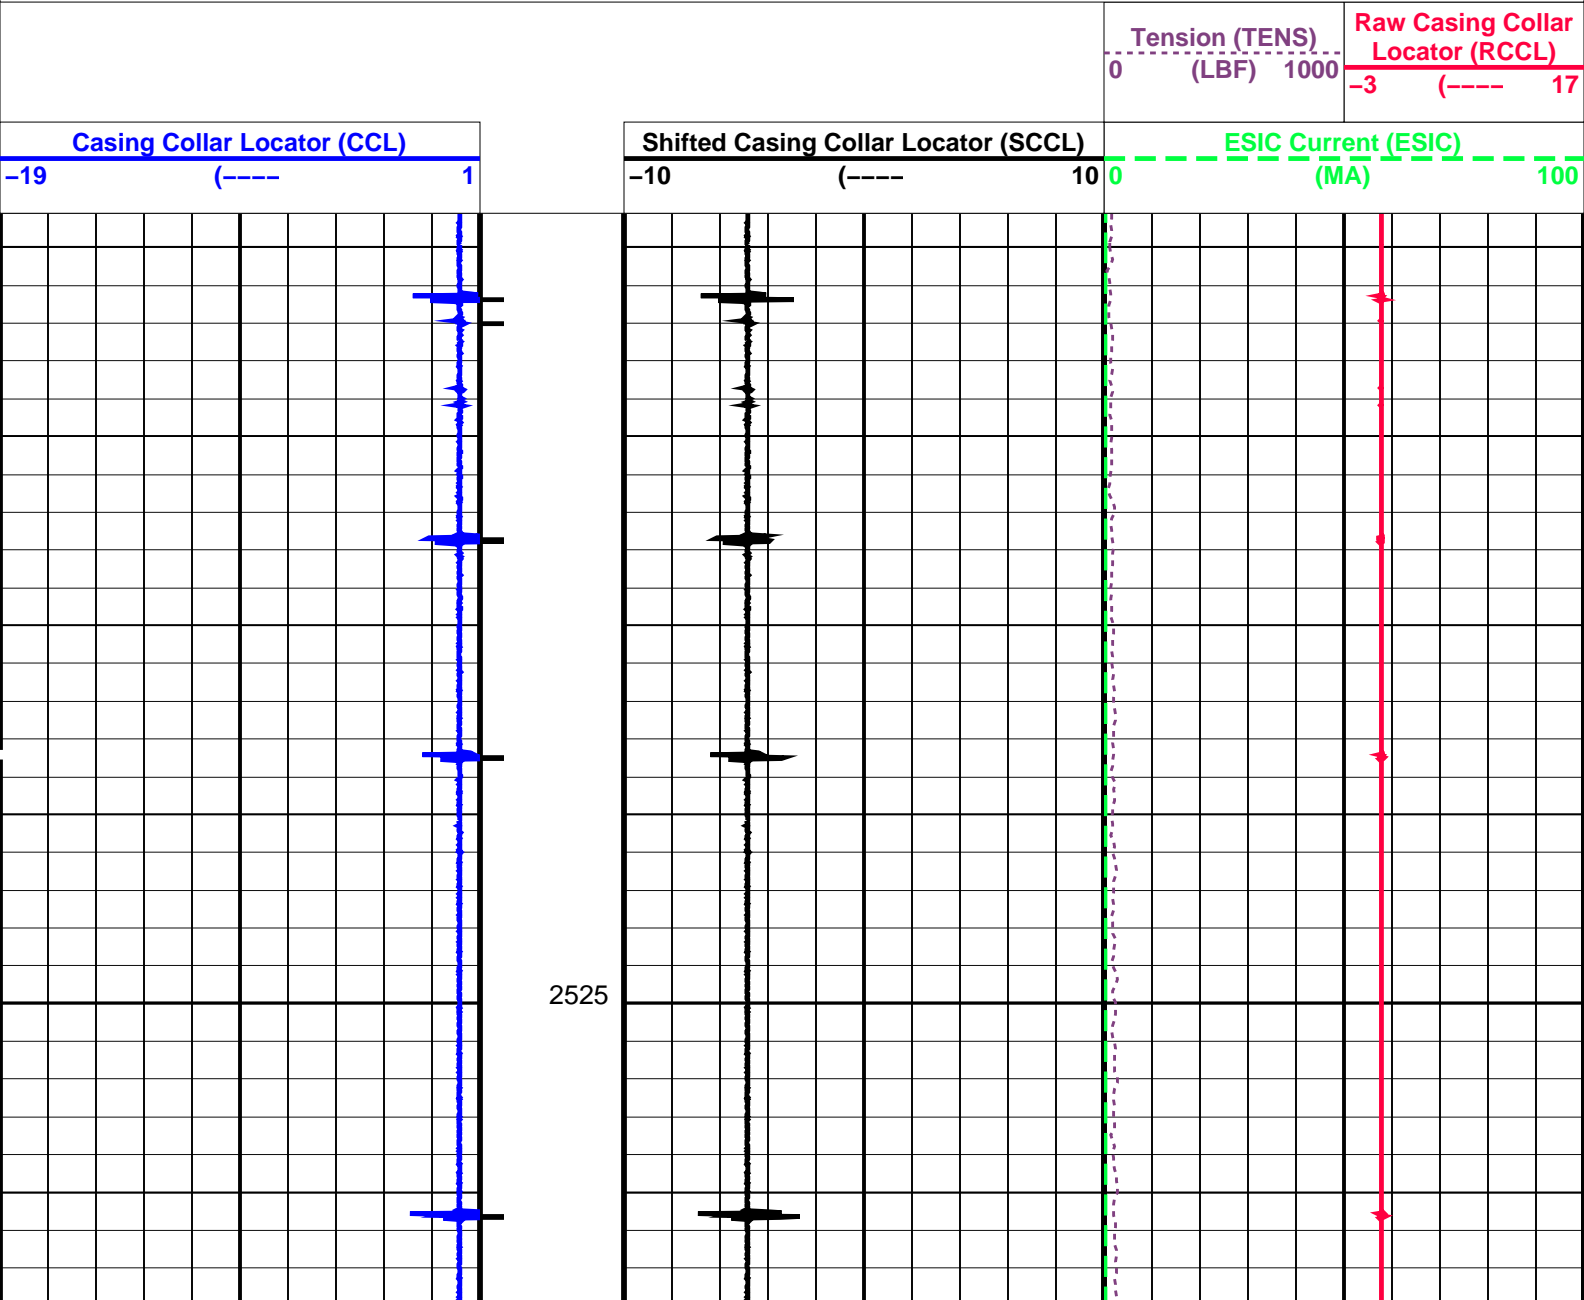 Tension (TENS)
0 (LBF) 1000
Raw Casing Collar
Locator (RCCL)
−3 (−−−− 17
Casing Collar Locator (CCL)
−19 (−−−− 1
Shifted Casing Collar Locator (SCCL)
−10 (−−−− 10
ESIC Current (ESIC)
0 (MA) 100
2525